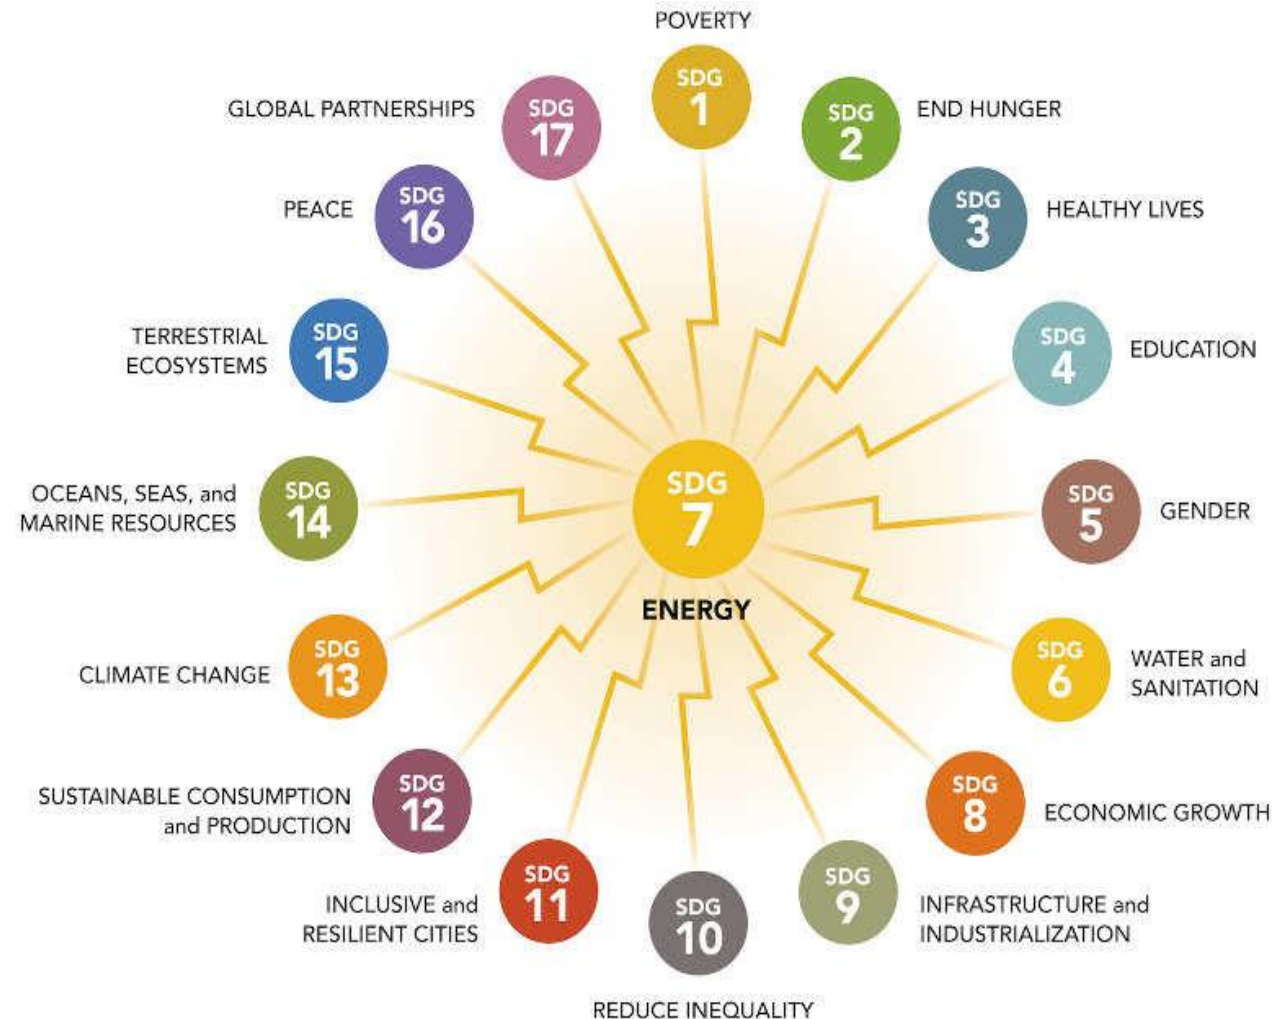 POVERTY
SDG
1
SDG
2
END HUNGER
SDG
3
HEALTHY LIVES
SDG
4
EDUCATION
SDG
5
GENDER
SDG
6
WATER and
SANITATION
SDG
8
ECONOMIC GROWTH
SDG
9
INFRASTRUCTURE and
INDUSTRIALIZATION
SDG
10
REDUCE INEQUALITY
SDG
11
INCLUSIVE and
RESILIENT CITIES
SDG
12
SUSTAINABLE CONSUMPTION
and PRODUCTION
SDG
13
CLIMATE CHANGE
SDG
14
OCEANS, SEAS, and
MARINE RESOURCES
SDG
15
TERRESTRIAL
ECOSYSTEMS
SDG
16
PEACE
SDG
17
GLOBAL PARTNERSHIPS
SDG
7
ENERGY